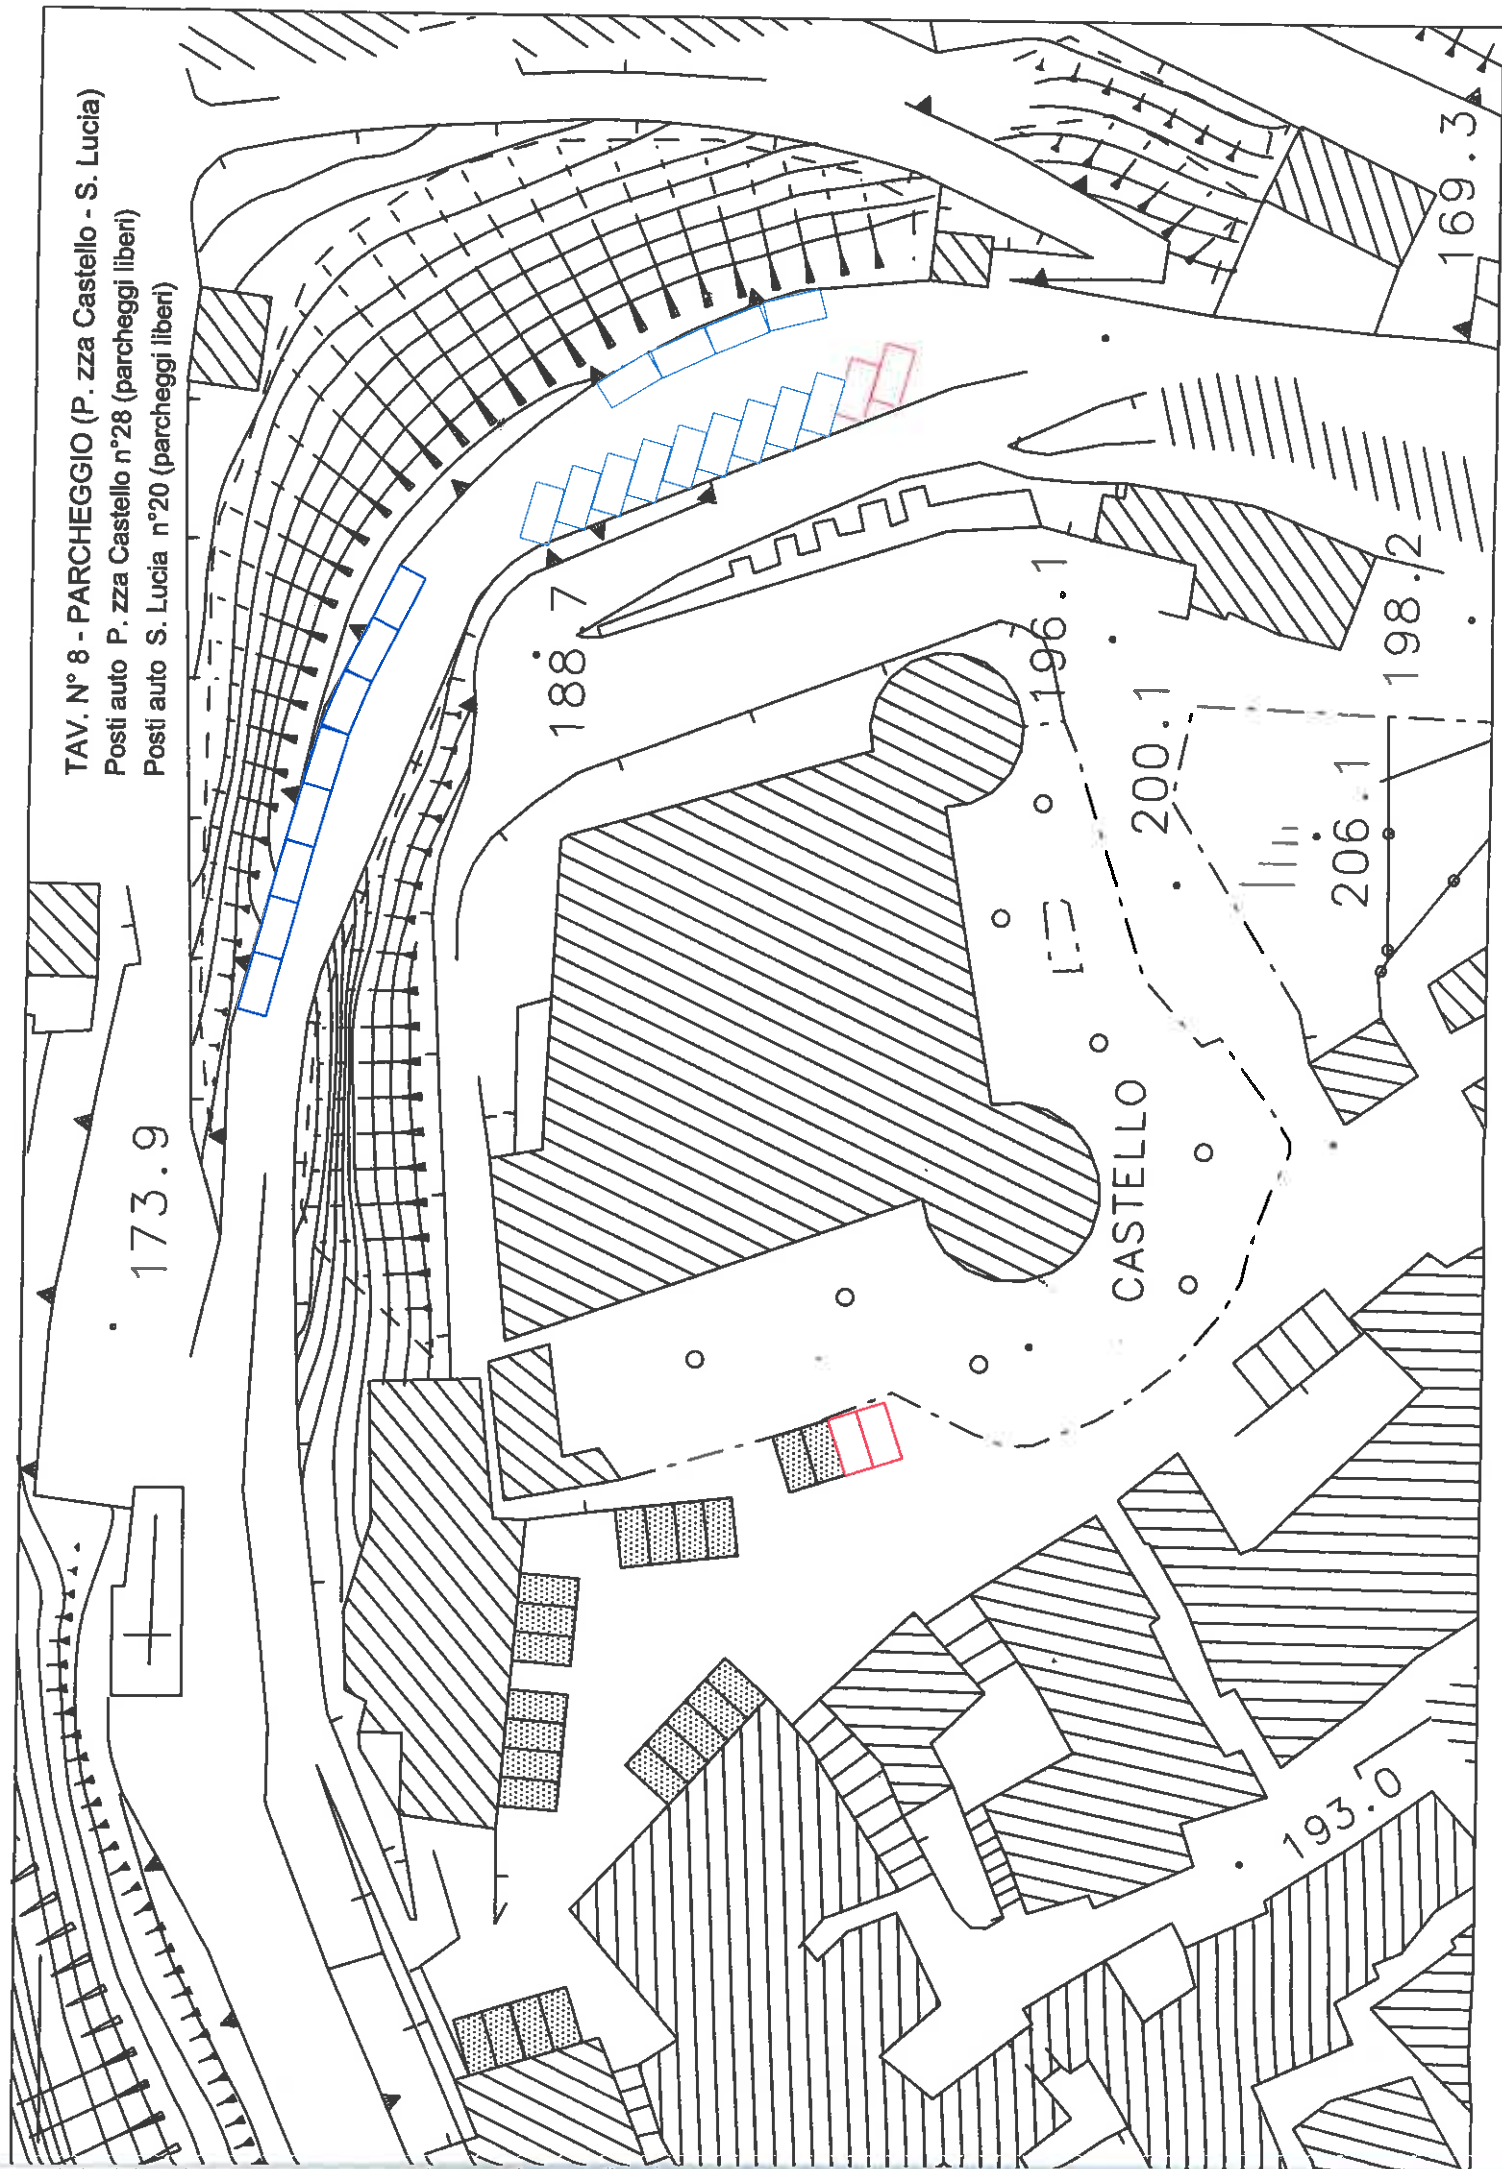 TAV. N° 8 - PARCHEGGIO (P. zza Castello - S. Lucia)
Posti auto P. zza Castello n°28 (parcheggi liberi)
Posti auto S. Lucia n°20 (parcheggi liberi)
173.9
188.7
169.3
196.1
198.2
200.1
206.1
CASTELLO
193.0